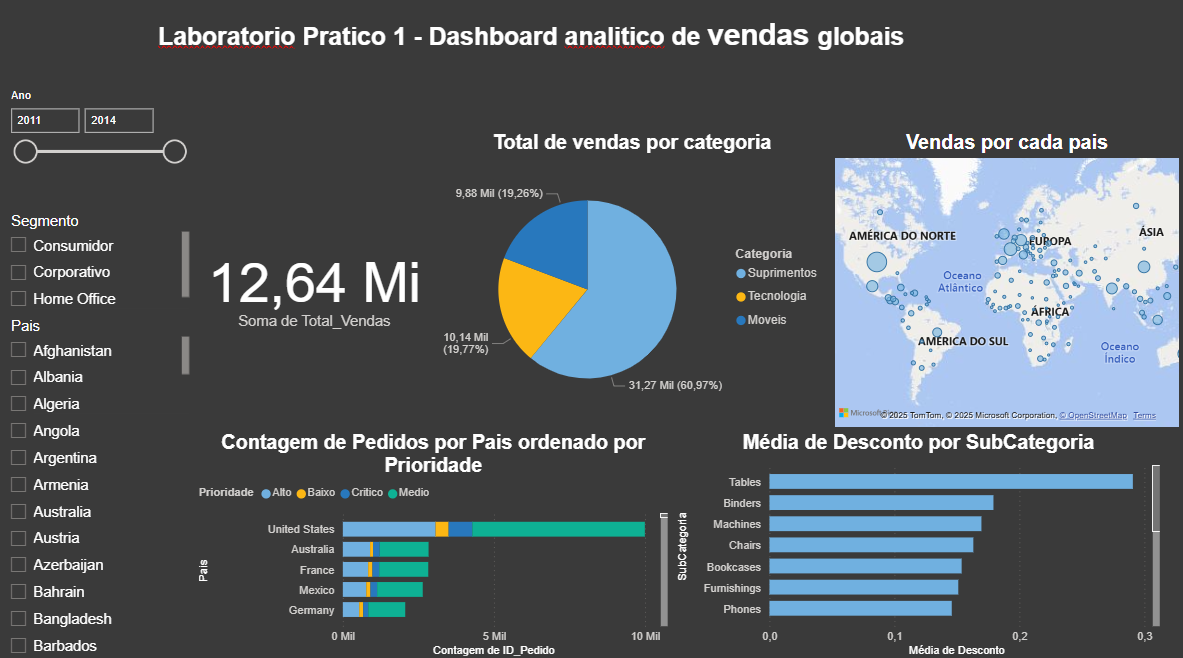 Laboratorio Pratico 1 - Dashboard analitico de vendas globais
Ano
2011
2014
Segmento
Consumidor
Corporativo
Home Office
Pais
Afghanistan
Albania
Algeria
Angola
Argentina
Armenia
Australia
Austria
Azerbaijan
Bahrain
Bangladesh
Barbados
12,64 Mi
Soma de Total_Vendas
Total de vendas por categoria
9,88 Mil (19,26%)
10,14 Mil
(19,77%)
31,27 Mil (60,97%)
Categoria
Suprimentos
Tecnologia
Moveis
Vendas por cada pais
AMÉRICA DO NORTE
EUROPA
ÁSIA
Oceano
Atlântico
ÁFRICA
AMÉRICA DO SUL
Oceano
Índico
© 2025 TomTom, © 2025 Microsoft Corporation, © OpenStreetMap Terms
Contagem de Pedidos por Pais ordenado por
Prioridade
Prioridade Alto Baixo Critico Medio
Pais
United States
Australia
France
Mexico
Germany
0 Mil 5 Mil 10 Mil
Contagem de ID_Pedido
Média de Desconto por SubCategoria
SubCategoria
Tables
Binders
Machines
Chairs
Bookcases
Furnishings
Phones
0,0 0,1 0,2 0,3
Média de Desconto